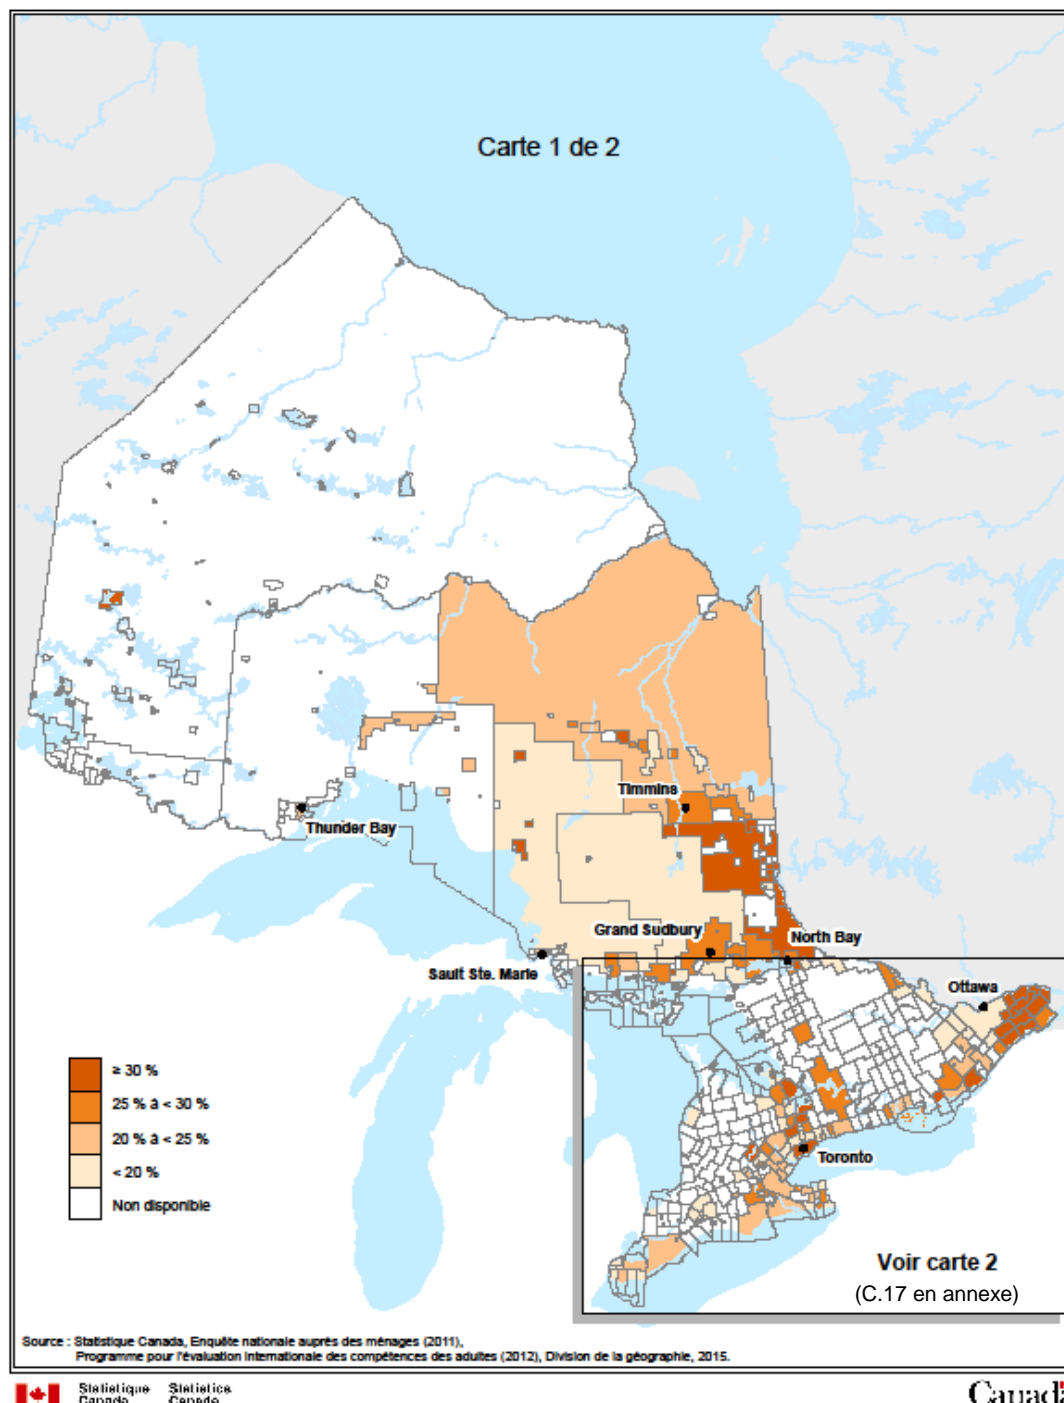 Carte 1 de 2
Timmins
Thunder Bay
Grand Sudbury
North Bay
Sault Ste. Marie
Ottawa
≥ 30 %
25 % à < 30 %
20 % à < 25 %
< 20 %
Non disponible
Toronto
Voir carte 2
(C.17 en annexe)
Source : Statistique Canada, Enquête nationale auprès des ménages (2011),
Programme pour l'évaluation internationale des compétences des adultes (2012), Division de la géographie, 2015.
Statistique Statistics
Canada Canada
Canada